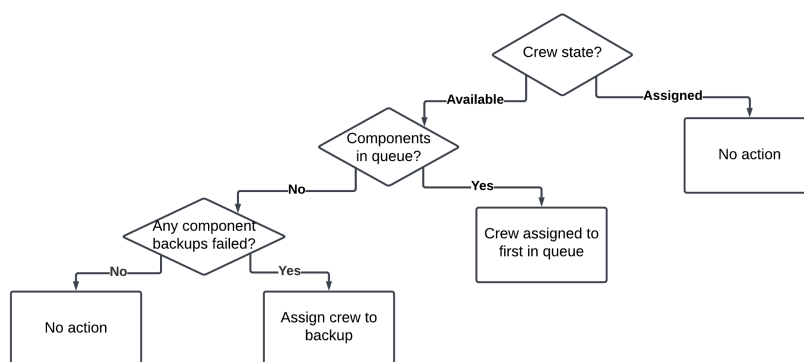 Crew state?
Available
Assigned
Components
in queue?
No action
No
Yes
Any component
backups failed?
Crew assigned to
first in queue
No
Yes
No action
Assign crew to
backup